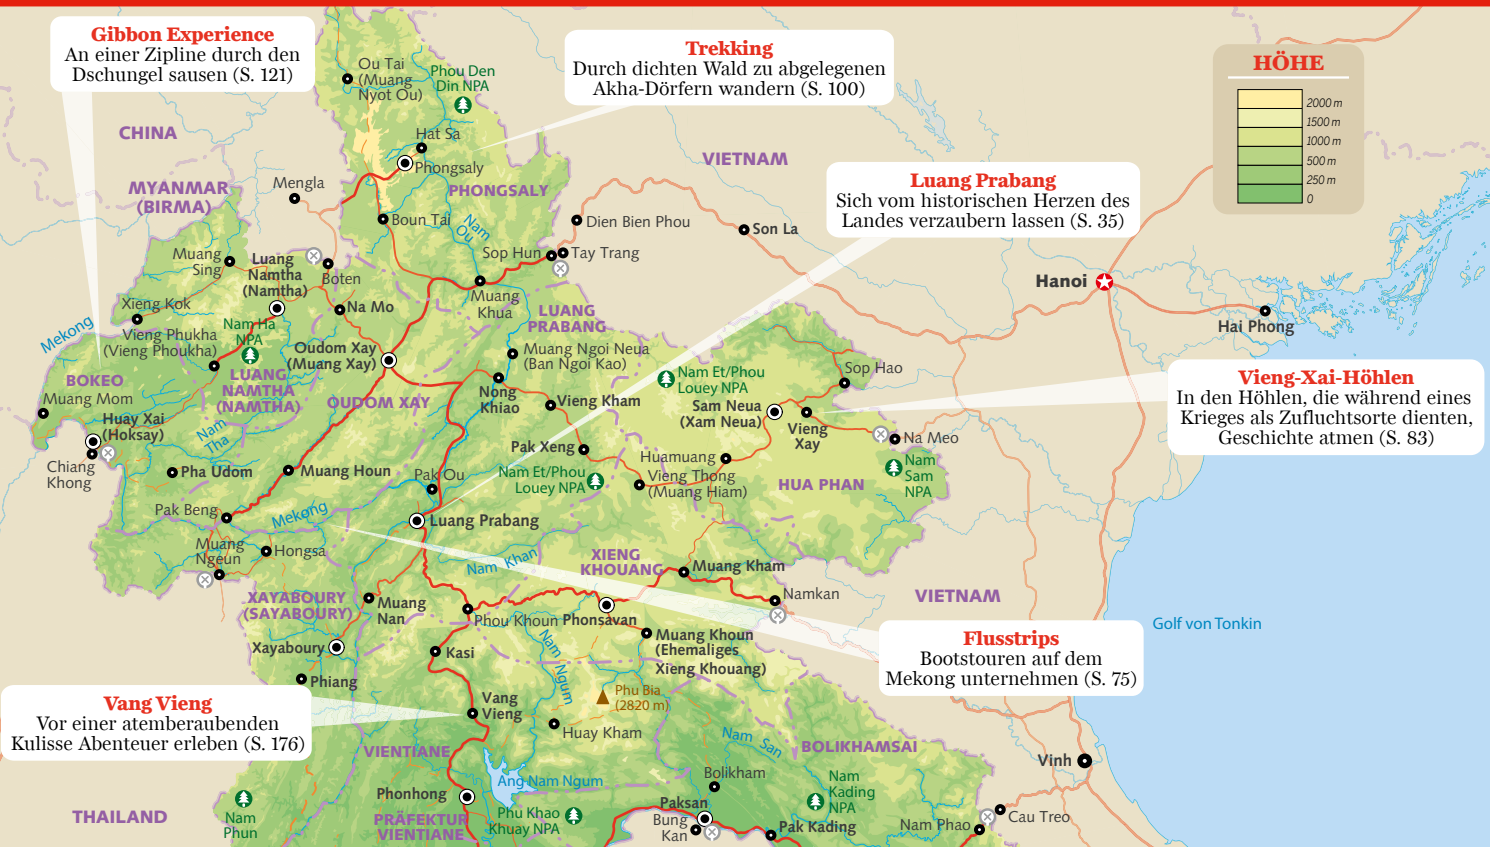 Gibbon Experience
An einer Zipline durch den
Dschungel sausen (S. 121)
Trekking
Durch dichten Wald zu abgelegenen
Akha-Dörfern wandern (S. 100)
HÖHE
2000 m
1500 m
1000 m
500 m
250 m
0
Ou Tai
(Muang
Nyot Ou)
Phou Den
Din NPA
CHINA
Hat Sa
Phongsaly
VIETNAM
MYANMAR
(BIRMA)
Mengla
PHONGSALY
Luang Prabang
Sich vom historischen Herzen des
Landes verzaubern lassen (S. 35)
Boun Tai
Nam
Ou
Dien Bien Phou
Son La
Muang
Sing
Luang
Namtha
(Namtha)
Boten
Sop Hun
Tay Trang
Hanoi
Xieng Kok
Na Mo
Muang
Khua
LUANG
PRABANG
Hai Phong
Mekong
Vieng Phukha
(Vieng Phoukha)
Nam Ha
NPA
Oudom Xay
(Muang Xay)
Muang Ngoi Neua
(Ban Ngoi Kao)
BOKEO
Muang Mom
LUANG
NAMTHA
(NAMTHA)
OUDOM XAY
Nong
Khiao
Vieng Kham
Nam Et/Phou
Louey NPA
Sop Hao
Sam Neua
(Xam Neua)
Vieng
Xay
Vieng-Xai-Höhlen
In den Höhlen, die während eines
Krieges als Zufluchtsorte dienten,
Geschichte atmen (S. 83)
Huay Xai
(Hoksay)
Nam
Tha
Na Meo
Chiang
Khong
Pha Udom
Muang Houn
Pak Ou
Pak Xeng
Nam Et/Phou
Louey NPA
Huamuang
Vieng Thong
(Muang Hiam)
HUA PHAN
Nam
Sam
NPA
Pak Beng
Mekong
Luang Prabang
Muang
Ngeun
Hongsa
Nam Khan
XIENG
KHOUANG
Muang Kham
XAYABOURY
(SAYABOURY)
Muang
Nan
Phou Khoun
Phonsavan
Namkan
VIETNAM
Golf von Tonkin
Xayaboury
Kasi
Nam Ngum
Muang Khoun
(Ehemaliges
Xieng Khouang)
Flusstrips
Bootstouren auf dem
Mekong unternehmen (S. 75)
Phiang
Vang Vieng
Vor einer atemberaubenden
Kulisse Abenteuer erleben (S. 176)
Vang
Vieng
Phu Bia
(2820 m)
Huay Kham
VIENTIANE
Nam San
BOLIKHAMSAI
Vinh
Ang Nam Ngum
Bolikham
Nam
Kading
NPA
THAILAND
Nam
Phun
Phonhong
PRÄFEKTUR
VIENTIANE
Phu Khao
Khuay NPA
Paksan
Bung
Kan
Pak Kading
Nam Phao
Cau Treo